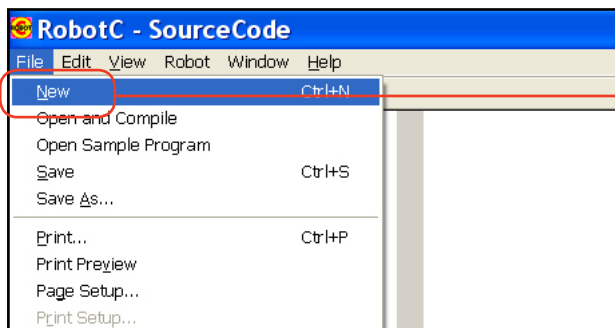 RobotC - SourceCode
File Edit View Robot Window Help
New Ctrl+N
Open and Compile
Open Sample Program
Save Ctrl+S
Save As...
Print... Ctrl+P
Print Preview
Page Setup...
Print Setup...